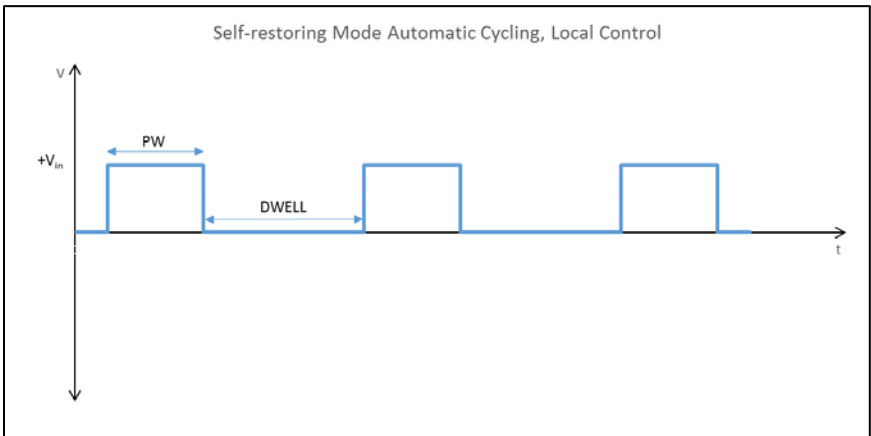 Self-restoring Mode Automatic Cycling, Local Control
V
PW
+Vin
DWELL
t